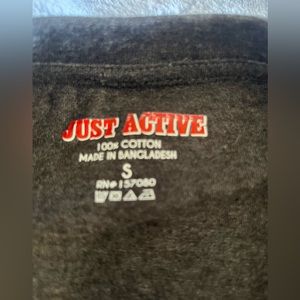 JUST ACTIVE
100% COTTON
MADE IN BANGLADESH
S
RN# 157080